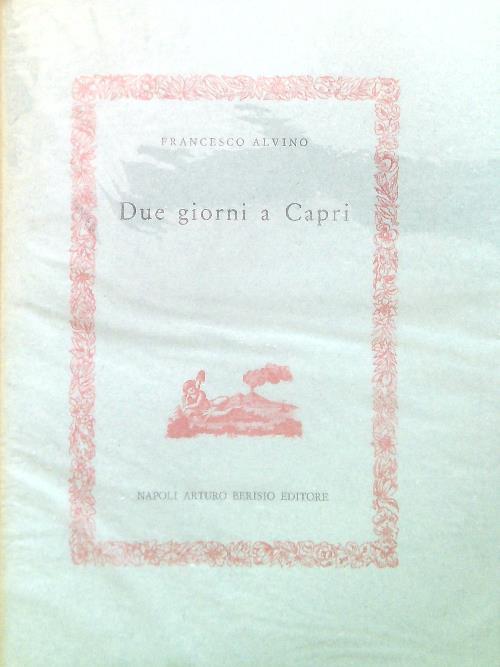 FRANCESCO ALVINO
Due giorni a Capri
NAPOLI ARTURO BERISIO EDITORE